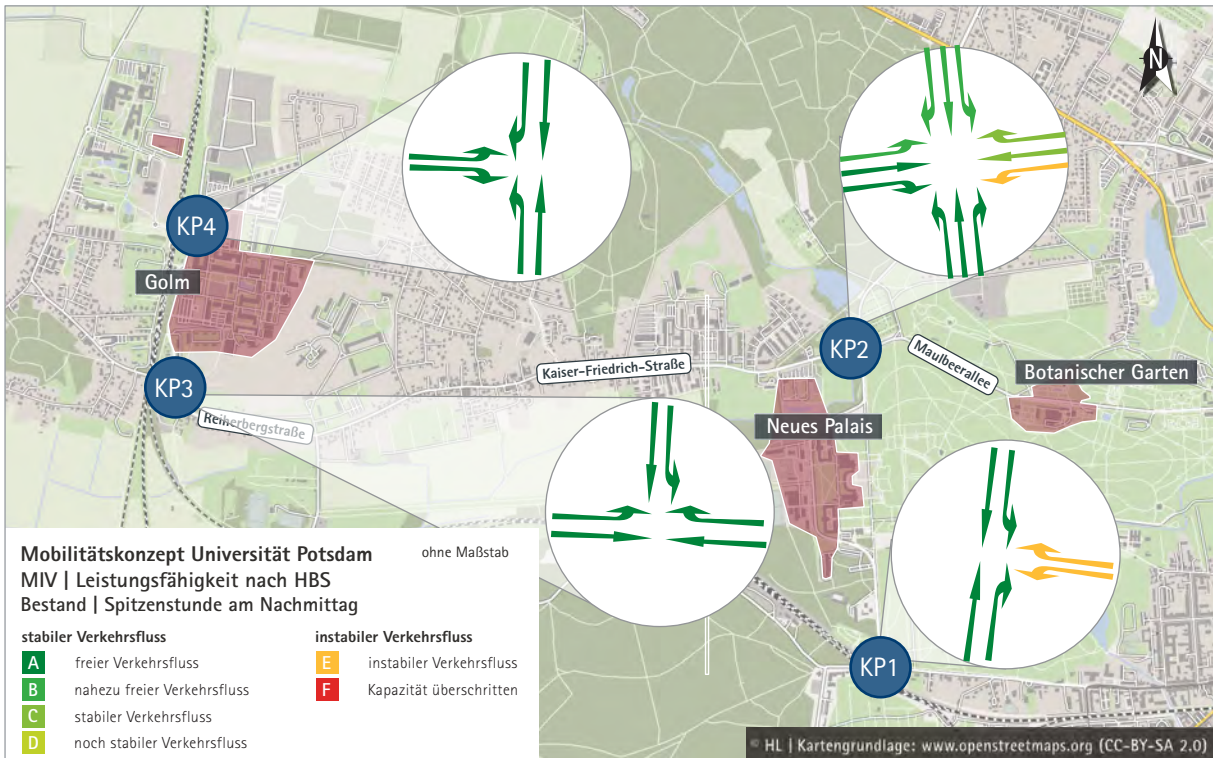 N
KP4
Golm
KP3
Reiherbergstraße
Kaiser-Friedrich-Straße
KP2
Maulbeerallee
Botanischer Garten
Neues Palais
KP1
Mobilitätskonzept Universität Potsdam
ohne Maßstab
MIV | Leistungsfähigkeit nach HBS
Bestand | Spitzenstunde am Nachmittag
stabiler Verkehrsfluss
A freier Verkehrsfluss
B nahezu freier Verkehrsfluss
C stabiler Verkehrsfluss
D noch stabiler Verkehrsfluss
instabiler Verkehrsfluss
E instabiler Verkehrsfluss
F Kapazität überschritten
© HL | Kartengrundlage: www.openstreetmaps.org (CC-BY-SA 2.0)